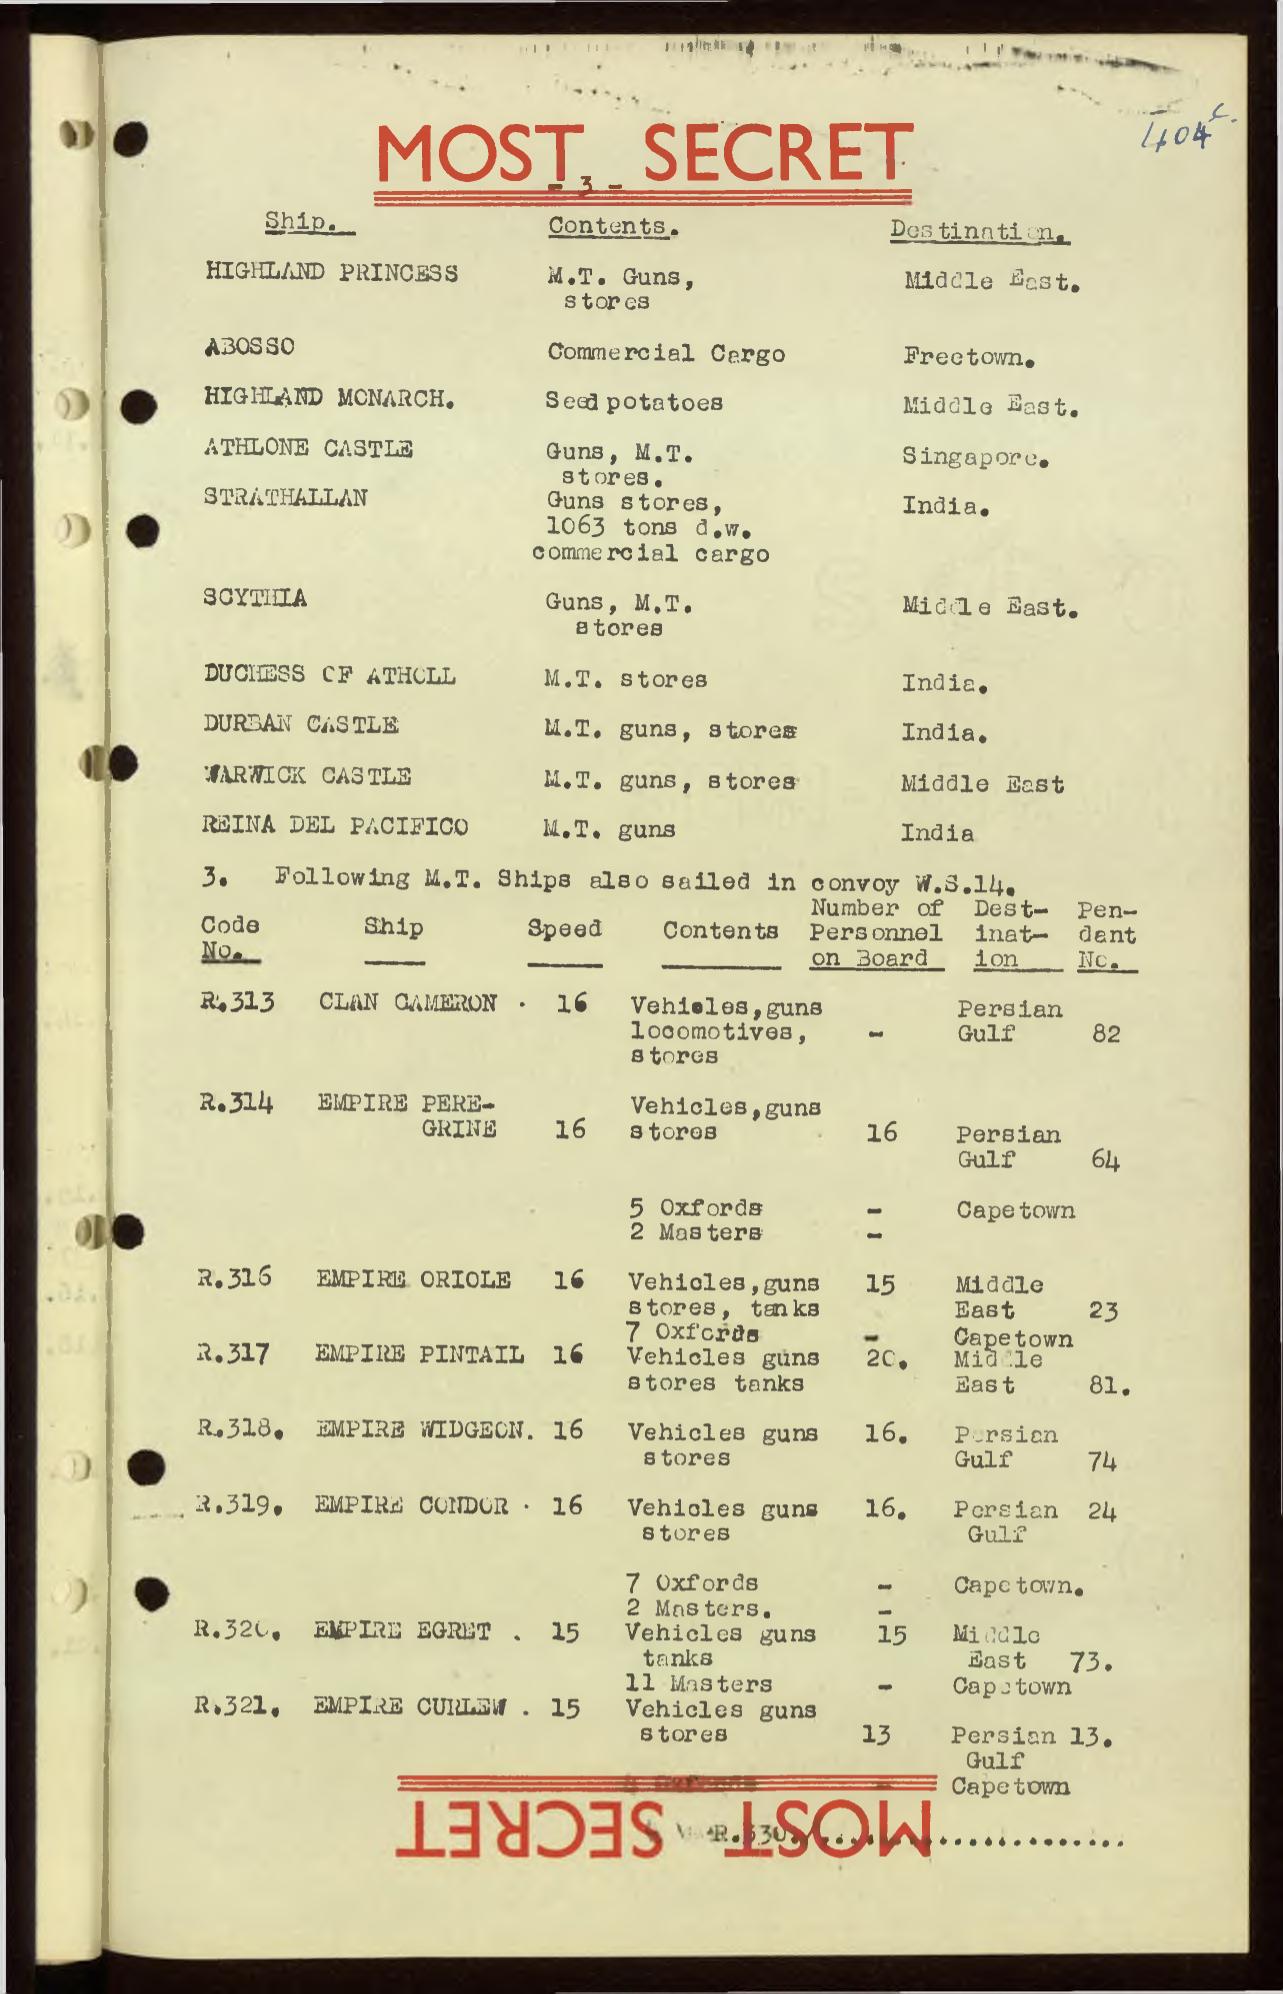 404 c.
MOST SECRET
- 3 -
Ship. Contents. Destination.
HIGHLAND PRINCESS M.T. Guns, Middle East.
stores
ABOSSO Commercial Cargo Freetown.
HIGHLAND MONARCH. Seed potatoes Middle East.
ATHLONE CASTLE Guns, M.T. Singapore.
stores.
STRATHALLAN Guns stores, India.
1063 tons d.w.
commercial cargo
SCYTHIA Guns, M.T. Middle East.
stores
DUCHESS OF ATHOLL M.T. stores India.
DURBAN CASTLE M.T. guns, stores India.
WARWICK CASTLE M.T. guns, stores Middle East
REINA DEL PACIFICO M.T. guns India
3. Following M.T. Ships also sailed in convoy W.S.14.
Number of Dest- Pen-
Code Ship Speed Contents Personnel inat- dant
No. on Board ion No.
R.313 CLAN CAMERON . 16 Vehicles,guns Persian
locomotives, - Gulf 82
stores
R.314 EMPIRE PERE- Vehicles,guns
GRINE 16 stores 16 Persian
Gulf 64
5 Oxfords - Capetown
2 Masters -
R.316 EMPIRE ORIOLE 16 Vehicles,guns 15 Middle
stores, tanks East 23
7 Oxfords - Capetown
R.317 EMPIRE PINTAIL 16 Vehicles guns 20. Middle
stores tanks East 81.
R.318. EMPIRE WIDGEON. 16 Vehicles guns 16. Persian
stores Gulf 74
R.319. EMPIRE CONDOR . 16 Vehicles guns 16. Persian 24
stores Gulf
7 Oxfords - Capetown.
2 Masters. -
R.320. EMPIRE EGRET . 15 Vehicles guns 15 Middle
tanks East 73.
11 Masters - Capetown
R.321. EMPIRE CURLEW . 15 Vehicles guns
stores 13 Persian 13.
Gulf
Oxfords - Capetown
R.330..........................
MOST SECRET